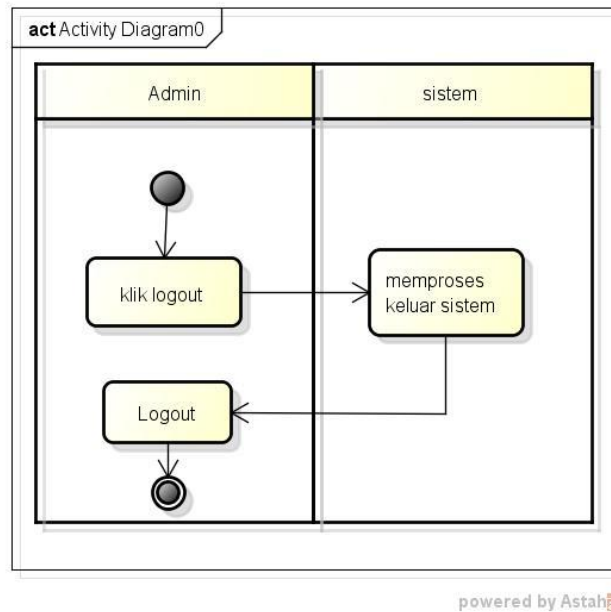 act Activity Diagram0
Admin
sistem
klik logout
memproses
keluar sistem
Logout
powered by Astah